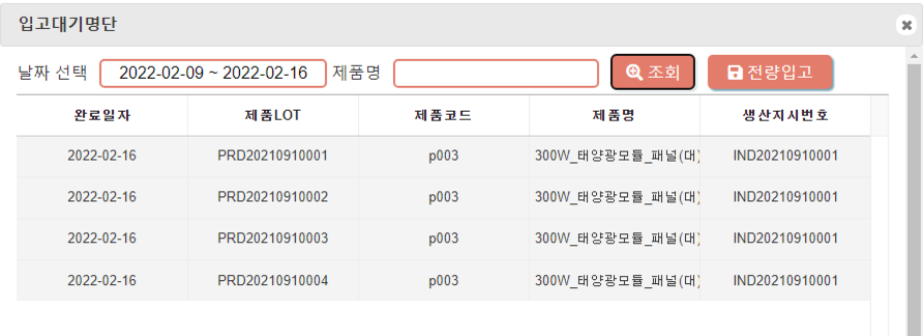 입고대기명단
날짜 선택 2022-02-09 ~ 2022-02-16 제품명 조회 전량입고
완료일자 제품LOT 제품코드 제품명 생산지시번호
2022-02-16 PRD20210910001 p003 300W_태양광모듈_패널(대) IND20210910001
2022-02-16 PRD20210910002 p003 300W_태양광모듈_패널(대) IND20210910001
2022-02-16 PRD20210910003 p003 300W_태양광모듈_패널(대) IND20210910001
2022-02-16 PRD20210910004 p003 300W_태양광모듈_패널(대) IND20210910001